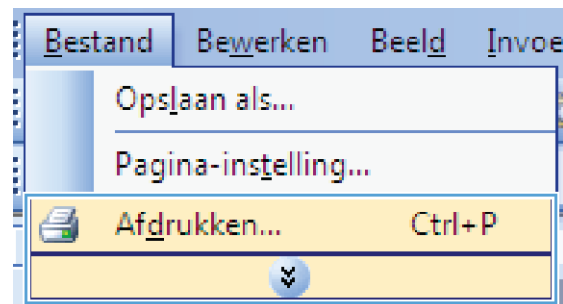 Bestand Bewerken Beeld Invoe
Opslaan als...
Pagina-instelling...
Afdrukken... Ctrl+P